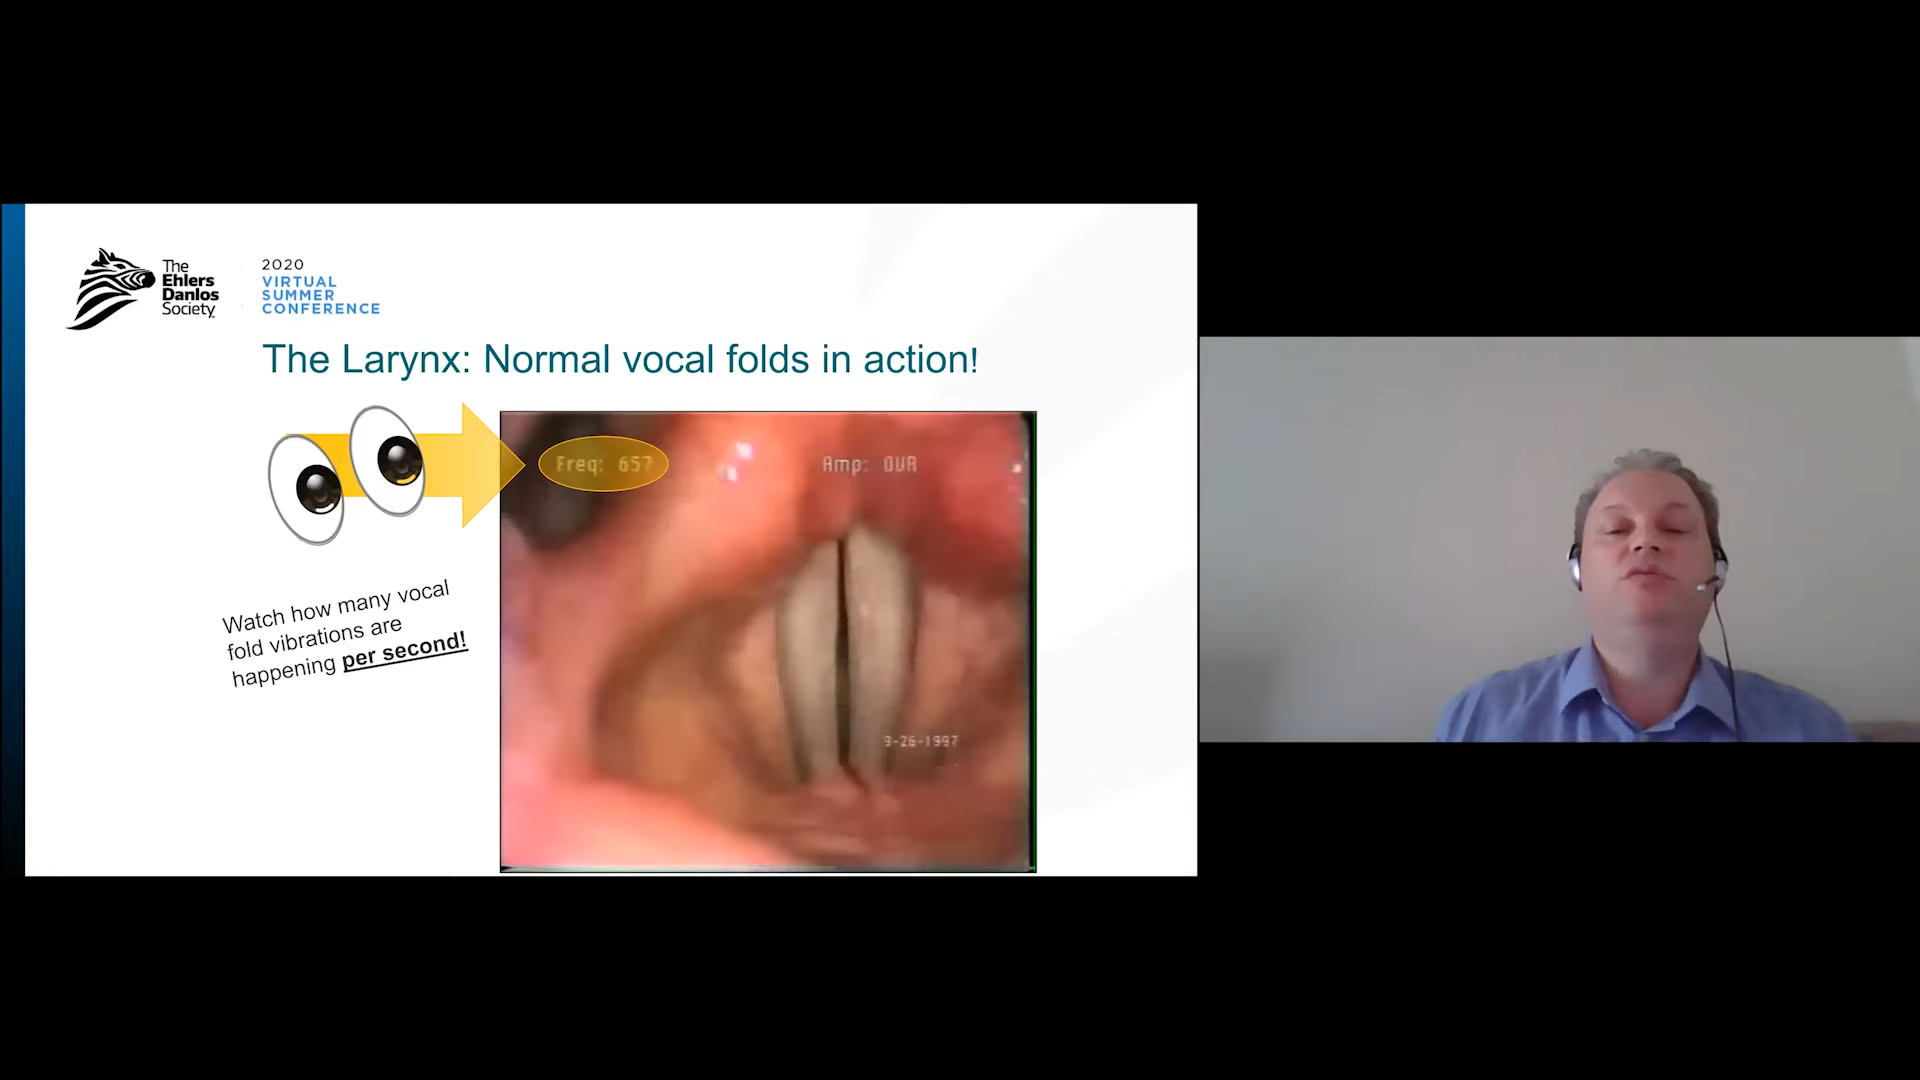 The
Ehlers
Danlos
Society
2020
VIRTUAL
SUMMER
CONFERENCE
The Larynx: Normal vocal folds in action!
Freq: 657
Amp: OVR
Watch how many vocal
fold vibrations are
happening per second!
9-26-1997